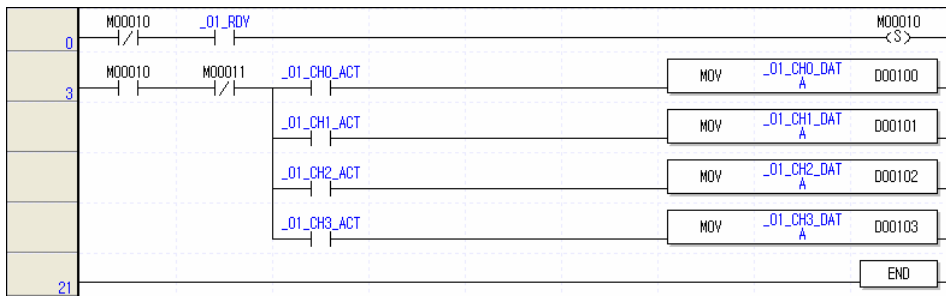 M00010 _01_RDY M00010
0 (S)
M00010 M00011 _01_CH0_ACT MOV _01_CH0_DAT D00100
3 A
_01_CH1_ACT MOV _01_CH1_DAT D00101
A
_01_CH2_ACT MOV _01_CH2_DAT D00102
A
_01_CH3_ACT MOV _01_CH3_DAT D00103
A
END
21